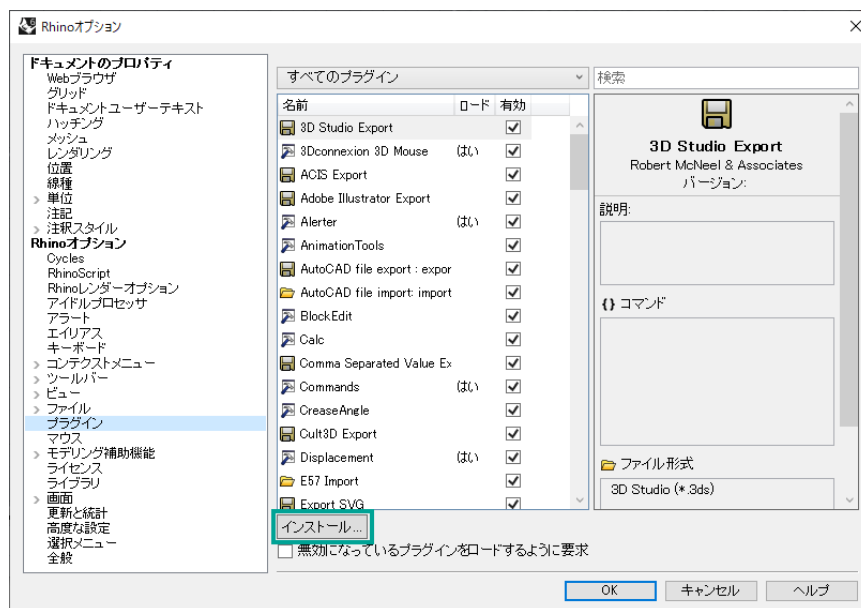 Rhinoオプション
ドキュメントのプロパティ
Webブラウザ
グリッド
ドキュメントユーザーテキスト
ハッチング
メッシュ
レンダリング
位置
線種
単位
注記
注釈スタイル
Rhinoオプション
Cycles
RhinoScript
Rhinoレンダーオプション
アイドルプロセッサ
アラート
エイリアス
キーボード
コンテクストメニュー
ツールバー
ビュー
ファイル
プラグイン
マウス
モデリング補助機能
ライセンス
ライブラリ
画面
更新と統計
高度な設定
選択メニュー
全般
すべてのプラグイン
名前 ロード 有効
3D Studio Export
3Dconnexion 3D Mouse はい
ACIS Export
Adobe Illustrator Export
Alerter はい
AnimationTools
AutoCAD file export : expor
AutoCAD file import: import
BlockEdit
Calc
Comma Separated Value Ex
Commands はい
CreaseAngle
Cult3D Export
Displacement はい
E57 Import
Export SVG
インストール...
無効になっているプラグインをロードするように要求
検索
3D Studio Export
Robert McNeel & Associates
バージョン:
説明:
{} コマンド
ファイル形式
3D Studio (*.3ds)
OK キャンセル ヘルプ